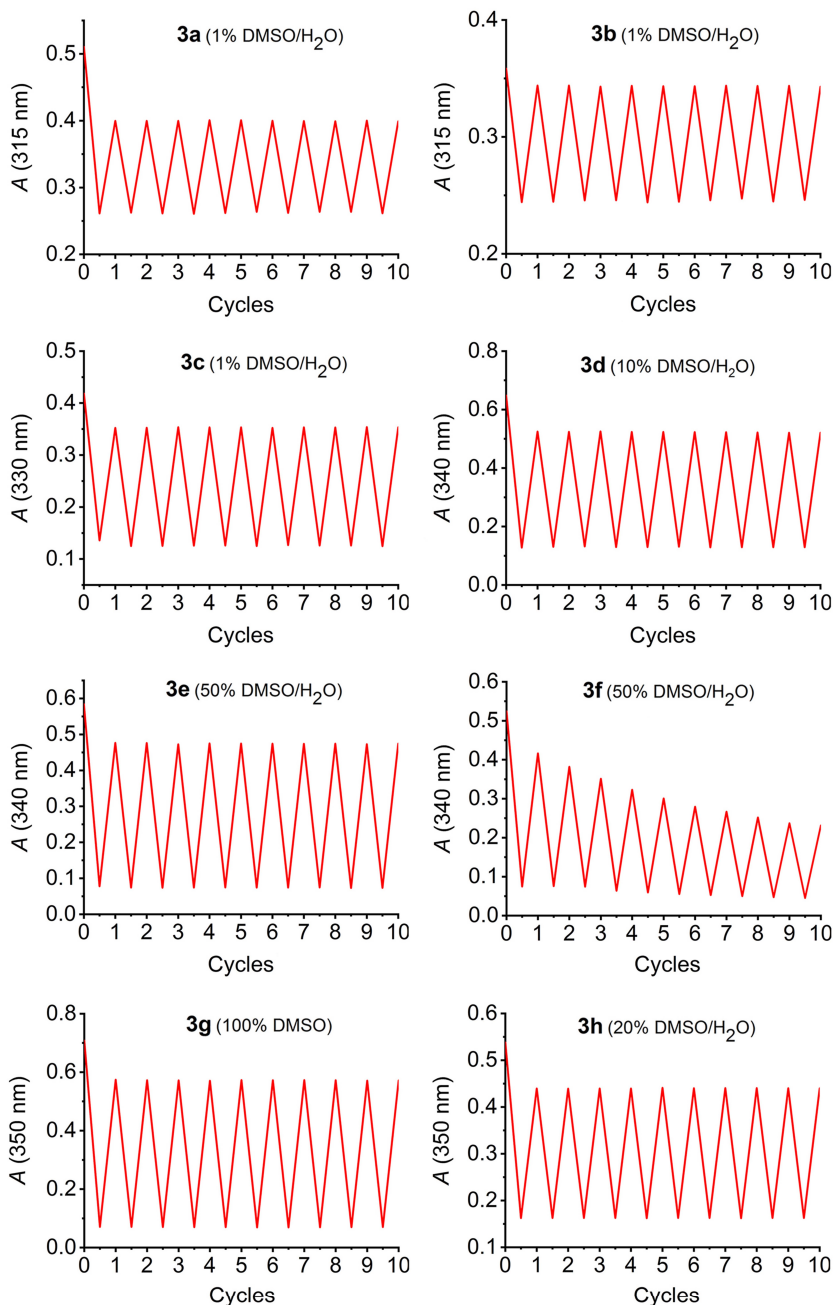 3a (1% DMSO/H₂O)
A (315 nm)
0.5
0.4
0.3
0.2
0 1 2 3 4 5 6 7 8 9 10
Cycles
3b (1% DMSO/H₂O)
A (315 nm)
0.4
0.3
0.2
0 1 2 3 4 5 6 7 8 9 10
Cycles
3c (1% DMSO/H₂O)
A (330 nm)
0.5
0.4
0.3
0.2
0.1
0 1 2 3 4 5 6 7 8 9 10
Cycles
3d (10% DMSO/H₂O)
A (340 nm)
0.8
0.6
0.4
0.2
0.0
0 1 2 3 4 5 6 7 8 9 10
Cycles
3e (50% DMSO/H₂O)
A (340 nm)
0.6
0.5
0.4
0.3
0.2
0.1
0.0
0 1 2 3 4 5 6 7 8 9 10
Cycles
3f (50% DMSO/H₂O)
A (340 nm)
0.6
0.5
0.4
0.3
0.2
0.1
0.0
0 1 2 3 4 5 6 7 8 9 10
Cycles
3g (100% DMSO)
A (350 nm)
0.8
0.6
0.4
0.2
0.0
0 1 2 3 4 5 6 7 8 9 10
Cycles
3h (20% DMSO/H₂O)
A (350 nm)
0.6
0.5
0.4
0.3
0.2
0.1
0 1 2 3 4 5 6 7 8 9 10
Cycles